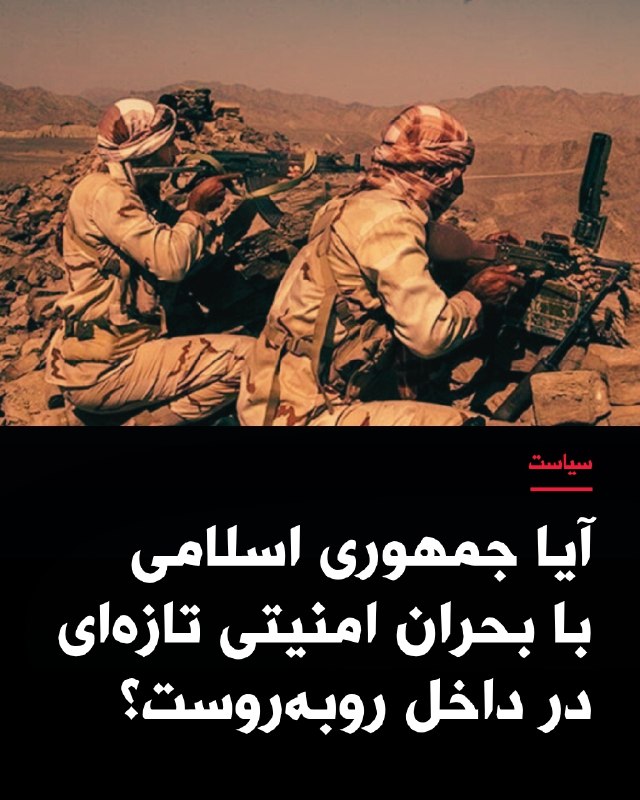 سیاست
آیا جمهوری اسلامی
با بحران امنیتی تازه‌ای
در داخل روبه‌روست؟